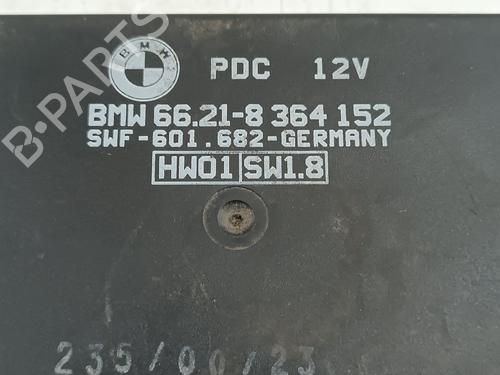 BMW
PDC 12V
BMW 66.21-8 364 152
SWF-601.682-GERMANY
HW01 SW1.8
235/00/23